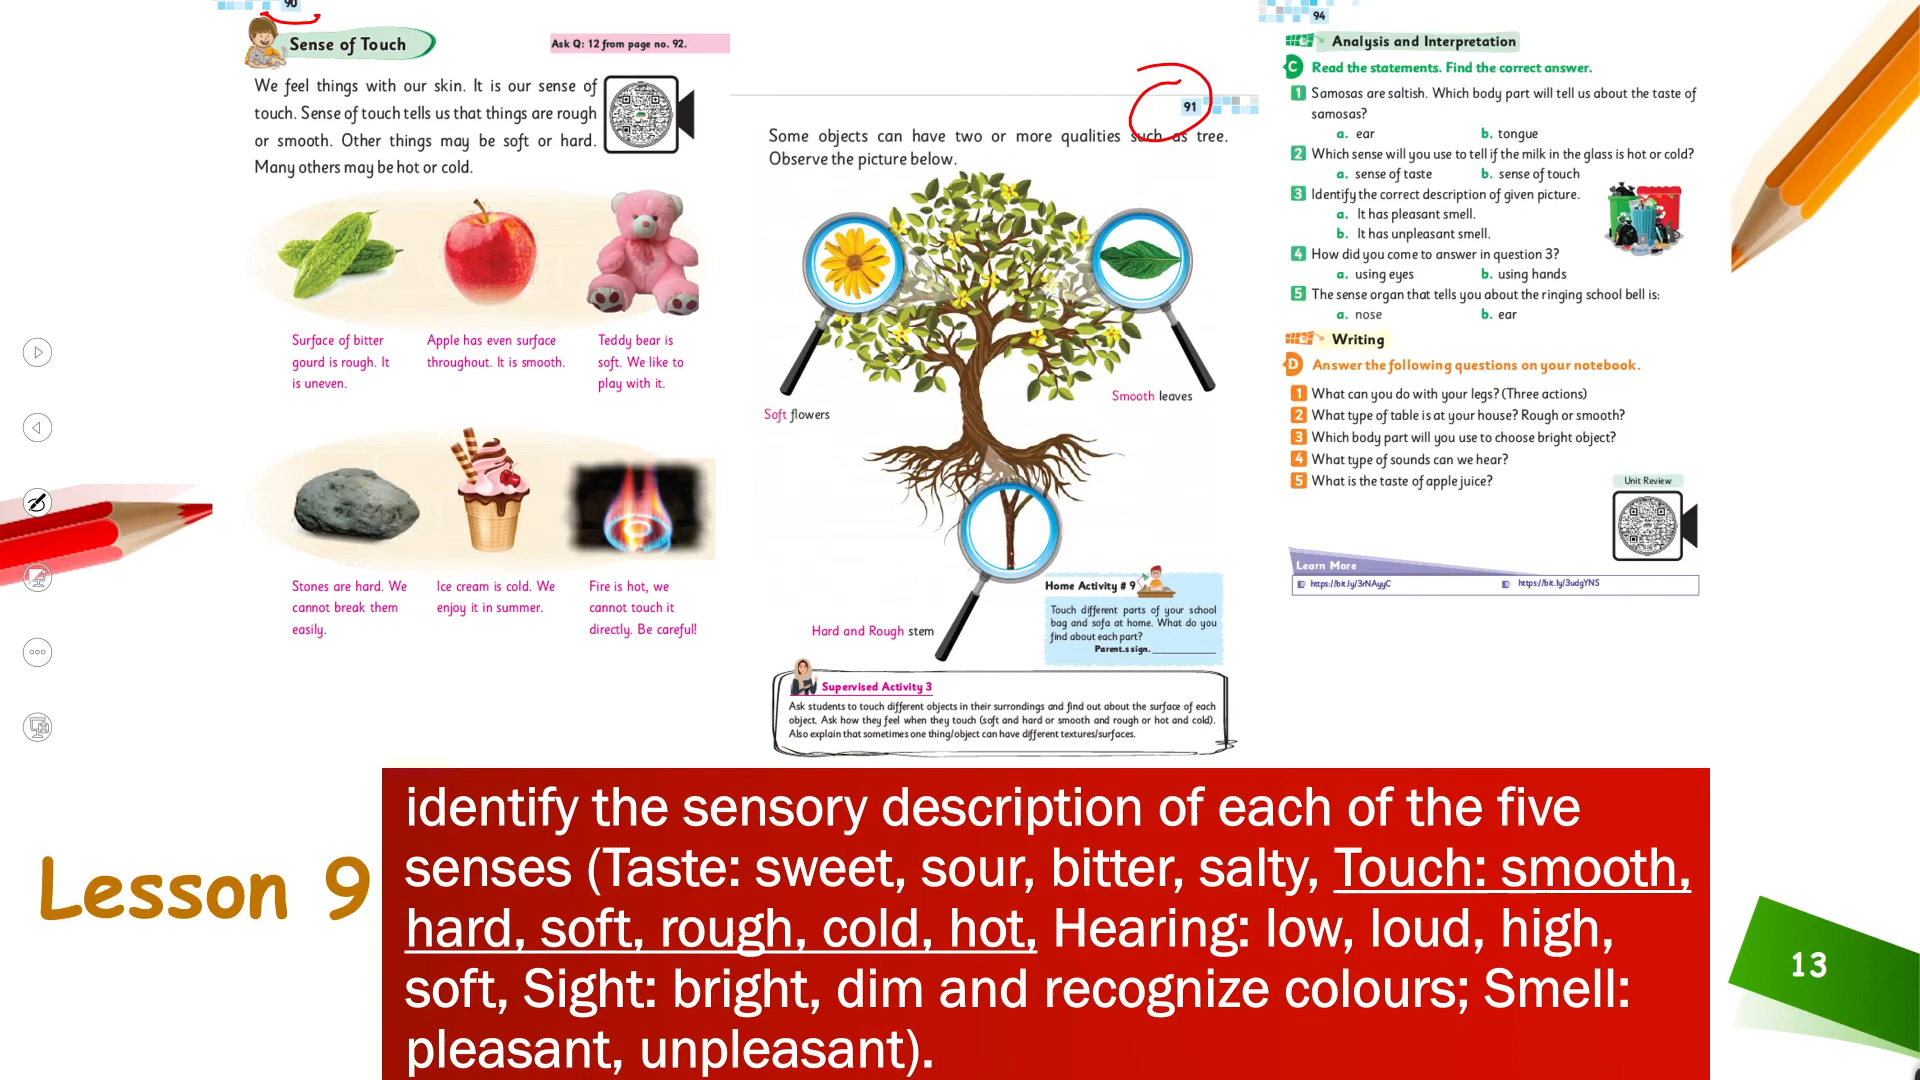 90
Sense of Touch
Ask Q: 12 from page no. 92.
We feel things with our skin. It is our sense of
touch. Sense of touch tells us that things are rough
or smooth. Other things may be soft or hard.
Many others may be hot or cold.
Surface of bitter
gourd is rough. It
is uneven.
Apple has even surface
throughout. It is smooth.
Teddy bear is
soft. We like to
play with it.
Stones are hard. We
cannot break them
easily.
Ice cream is cold. We
enjoy it in summer.
Fire is hot, we
cannot touch it
directly. Be careful!
91
Some objects can have two or more qualities such as tree.
Observe the picture below.
Soft flowers
Smooth leaves
Hard and Rough stem
Home Activity # 9
Touch different parts of your school
bag and sofa at home. What do you
find about each part?
Parent.s sign. ____________
Supervised Activity 3
Ask students to touch different objects in their surrondings and find out about the surface of each
object. Ask how they feel when they touch (soft and hard or smooth and rough or hot and cold).
Also explain that sometimes one thing/object can have different textures/surfaces.
94
Analysis and Interpretation
C Read the statements. Find the correct answer.
1 Samosas are saltish. Which body part will tell us about the taste of
samosas?
a. ear b. tongue
2 Which sense will you use to tell if the milk in the glass is hot or cold?
a. sense of taste b. sense of touch
3 Identify the correct description of given picture.
a. It has pleasant smell.
b. It has unpleasant smell.
4 How did you come to answer in question 3?
a. using eyes b. using hands
5 The sense organ that tells you about the ringing school bell is:
a. nose b. ear
Writing
D Answer the following questions on your notebook.
1 What can you do with your legs? (Three actions)
2 What type of table is at your house? Rough or smooth?
3 Which body part will you use to choose bright object?
4 What type of sounds can we hear?
5 What is the taste of apple juice?
Unit Review
Learn More
https://bit.ly/3rNAyyC https://bit.ly/3udgYNS
Lesson 9
identify the sensory description of each of the five
senses (Taste: sweet, sour, bitter, salty, Touch: smooth,
hard, soft, rough, cold, hot, Hearing: low, loud, high,
soft, Sight: bright, dim and recognize colours; Smell:
pleasant, unpleasant).
13